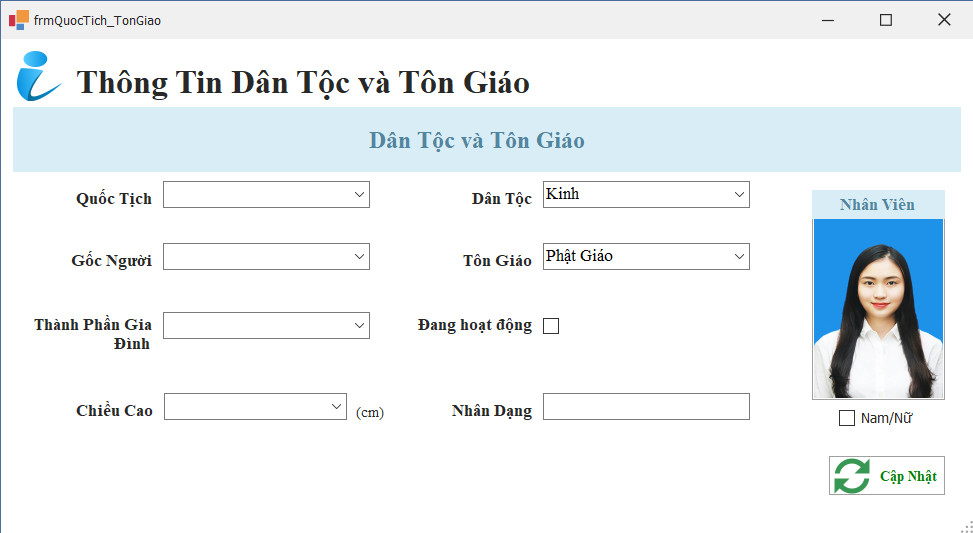 frmQuocTich_TonGiao
Thông Tin Dân Tộc và Tôn Giáo
Dân Tộc và Tôn Giáo
Quốc Tịch
Dân Tộc Kinh
Nhân Viên
Gốc Người
Tôn Giáo Phật Giáo
Thành Phần Gia
Đình
Đang hoạt động
Chiều Cao (cm)
Nhân Dạng
Nam/Nữ
Cập Nhật